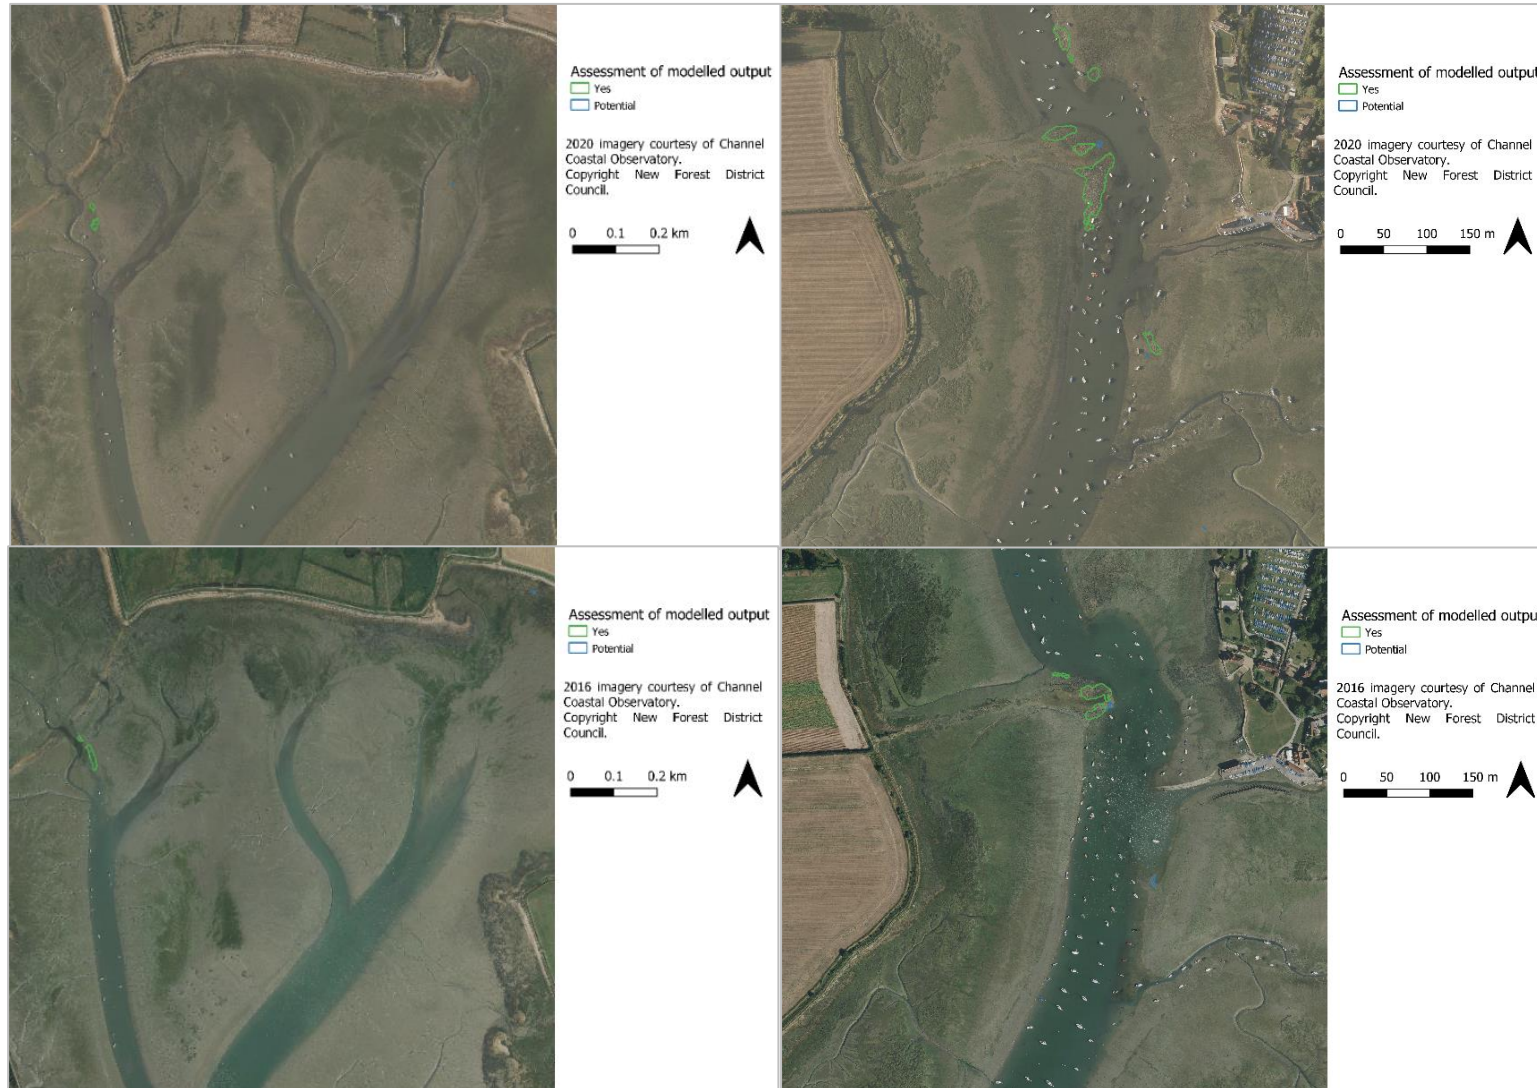 Assessment of modelled output
Yes
Potential
2020 imagery courtesy of Channel
Coastal Observatory.
Copyright New Forest District
Council.
0 0.1 0.2 km
Assessment of modelled output
Yes
Potential
2020 imagery courtesy of Channel
Coastal Observatory.
Copyright New Forest District
Council.
0 50 100 150 m
Assessment of modelled output
Yes
Potential
2016 imagery courtesy of Channel
Coastal Observatory.
Copyright New Forest District
Council.
0 0.1 0.2 km
Assessment of modelled output
Yes
Potential
2016 imagery courtesy of Channel
Coastal Observatory.
Copyright New Forest District
Council.
0 50 100 150 m